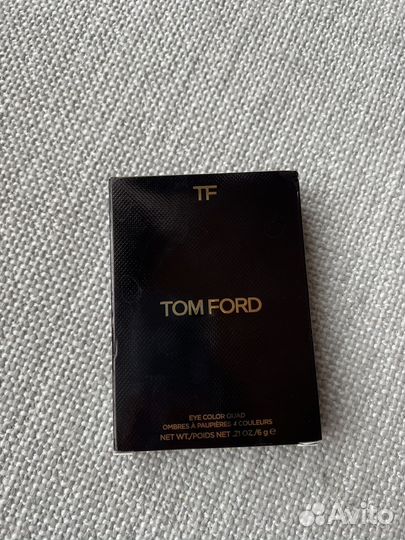 TF
TOM FORD
EYE COLOR QUAD
OMBRES À PAUPIÈRES 4 COULEURS
NET WT./POIDS NET .21 OZ./6 g ℮
Avito